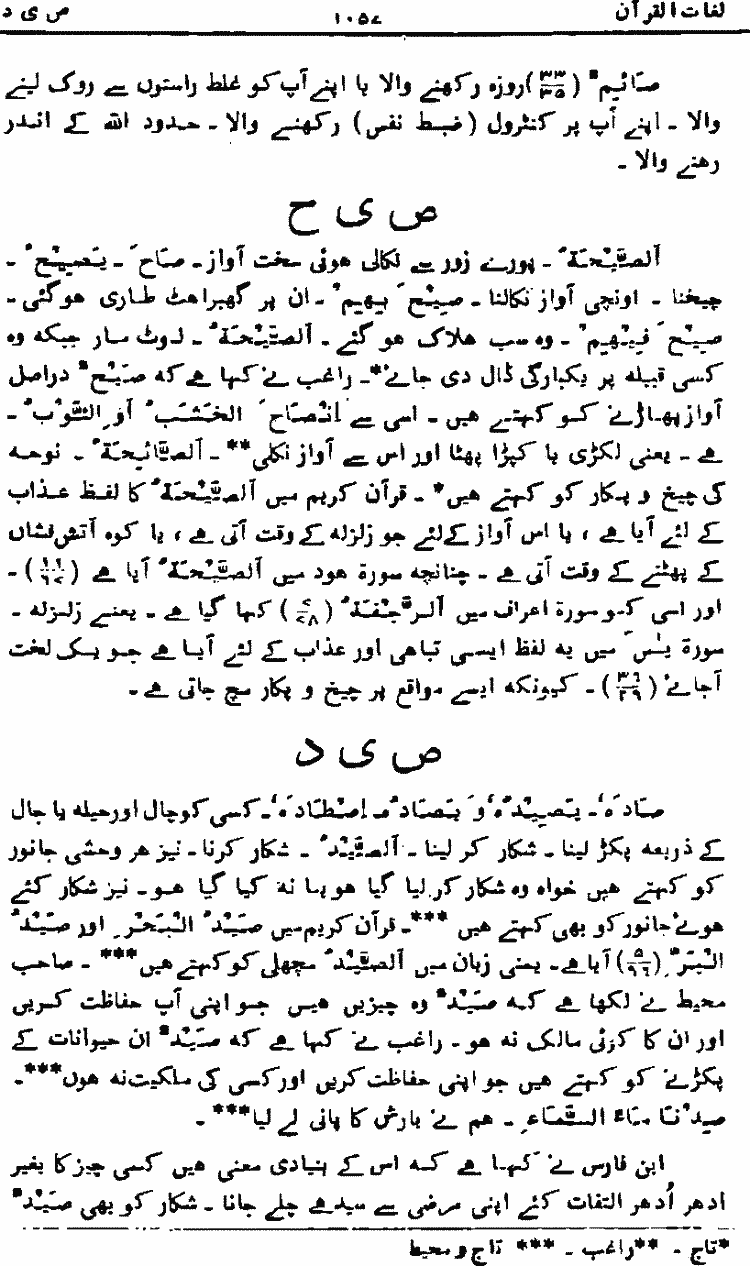 لغات القرآن ۱۰۵۷ ص ی د
صَائِمٌ (۳۳/۳۵) روزہ رکھنے والا یا اپنے آپ کو غلط راستوں سے روک لینے
والا ۔ اپنے آپ پر کنٹرول (ضبط نفس) رکھنے والا ۔ حدود اللہ کے اندر
رہنے والا ۔
ص ی ح
اَلصَّیْحَۃُ ۔ پورے زور سے نکالی ہوئی سخت آواز ۔ صَاحَ ۔ یَصِیْحُ ۔
چیخنا ۔ اونچی آواز نکالنا ۔ صِیْحَ بِہِمْ ۔ ان پر گھبراہٹ طاری ہوگئی ۔
صِیْحَ فِیْہِمْ ۔ وہ سب ہلاک ہو گئے ۔ اَلصَّیْحَۃُ ۔ لوٹ مار جبکہ وہ
کسی قبیلہ پر یکبارگی ڈال دی جائے* ۔ راغب نے کہا ہے کہ صَیْحٌ دراصل
آواز پھاڑنے کو کہتے ہیں ۔ اسی سے اِنْصَاحَ الْخَشَبُ اَوِ الثَّوْبُ ۔
ہے ۔ یعنی لکڑی یا کپڑا پھٹا اور اس سے آواز نکلی** ۔ اَلصَّائِحَۃُ ۔ نوحہ
کی چیخ و پکار کو کہتے ہیں* ۔ قرآن کریم میں اَلصَّیْحَۃُ کا لفظ عذاب
کے لئے آیا ہے ، یا اس آواز کےلئے جو زلزلہ کے وقت آتی ہے ، یا کوہ آتش فشاں
کے پھٹنے کے وقت آتی ہے ۔ چنانچہ سورۃ ہود میں اَلصَّیْحَۃُ آیا ہے (۱۱/۶۷) ۔
اور اسی کو سورۃ اعراف میں اَلرَّجْفَۃُ (۷/۷۸) کہا گیا ہے ۔ یعنی زلزلہ ۔
سورۃ یٰسٓ میں یہ لفظ ایسی تباہی اور عذاب کے لئے آیا ہے جو یک لخت
آجائے (۳۶/۲۹) ۔ کیونکہ ایسے مواقع پر چیخ و پکار مچ جاتی ہے ۔
ص ی د
صَادَہٗ ۔ یَصِیْدُہٗ وَ یَصَادُہٗ ۔ اِصْطَادَہٗ ۔ کسی کو چال اور حیلہ یا جال
کے ذریعہ پکڑ لینا ۔ شکار کر لینا ۔ اَلصَّیْدُ ۔ شکار کرنا ۔ نیز ہر وحشی جانور
کو کہتے ہیں خواہ وہ شکار کر لیا گیا ہو یا نہ کیا گیا ہو ۔ نیز شکار کئے
ہوئے جانور کو بھی کہتے ہیں*** ۔ قرآن کریم میں صَیْدُ الْبَحْرِ اور صَیْدُ
الْبَرِّ (۵/۹۶) آیا ہے ۔ یمنی زبان میں اَلصَّیْدُ مچھلی کو کہتے ہیں*** ۔ صاحب
محیط نے لکھا ہے کہ صَیْدٌ وہ چیزیں ہیں جو اپنی آپ حفاظت کریں
اور ان کا کوئی مالک نہ ہو ۔ راغب نے کہا ہے کہ صَیْدٌ ان حیوانات کے
پکڑنے کو کہتے ہیں جو اپنی حفاظت کریں اور کسی کی ملکیت نہ ہوں*** ۔
صِدْنَا مَاءَ السَّمَاءِ ۔ ہم نے بارش کا پانی لے لیا*** ۔
ابن فارس نے کہا ہے کہ اس کے بنیادی معنی ہیں کسی چیز کا بغیر
ادھر اُدھر التفات کئے اپنی مرضی سے سیدھے چلے جانا ۔ شکار کو بھی صَیْدٌ
*تاج ۔ **راغب ۔ *** تاج و محیط